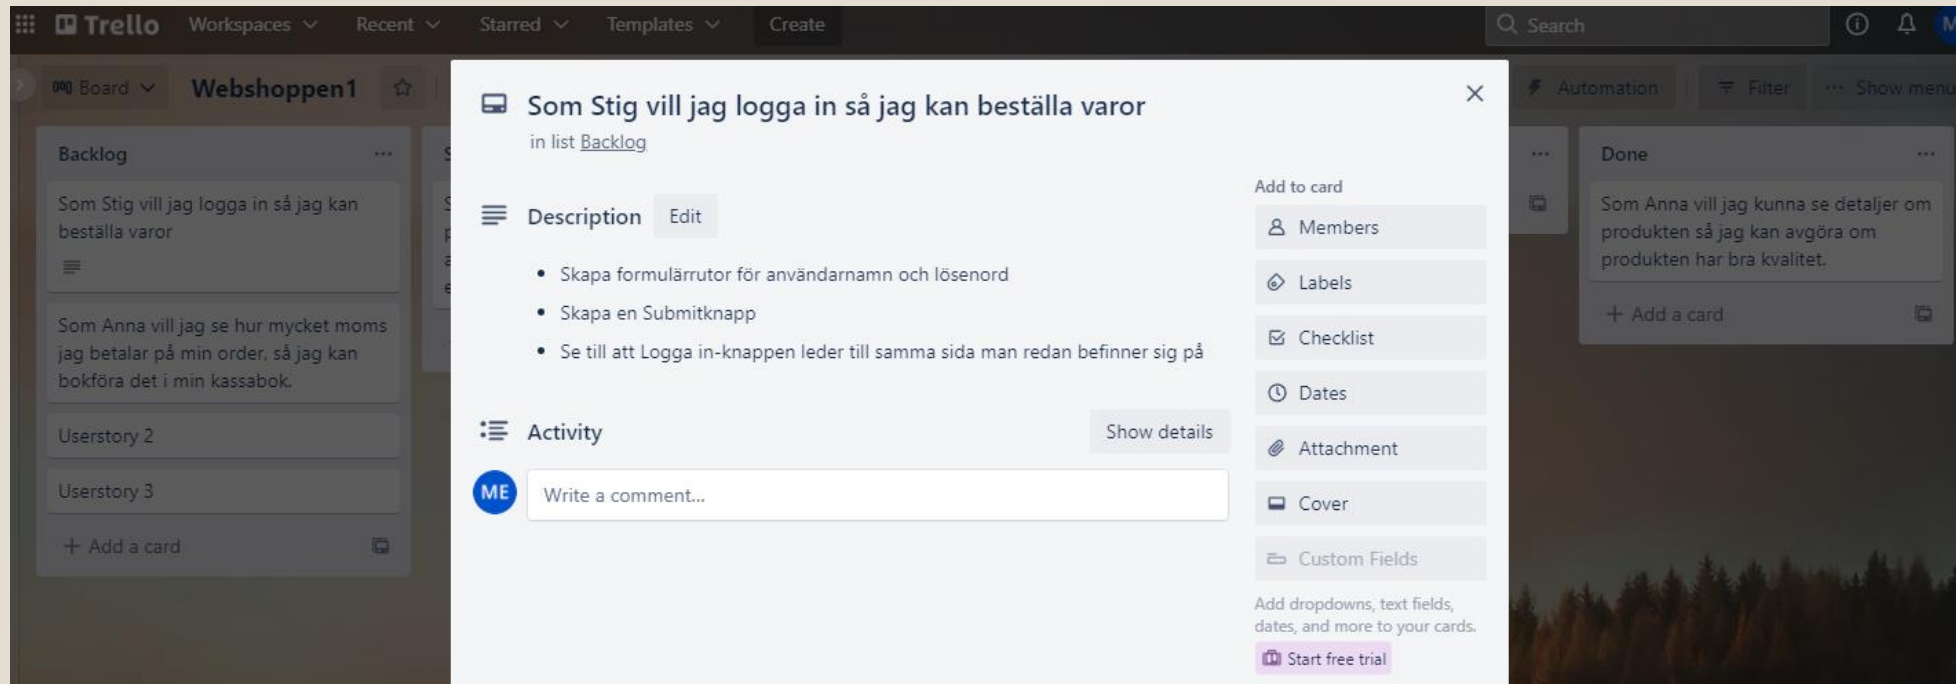 Trello
Workspaces
Recent
Starred
Templates
Create
Search
Board
Webshoppen1
Automation
Filter
Show menu
Backlog
Som Stig vill jag logga in så jag kan
beställa varor
Som Anna vill jag se hur mycket moms
jag betalar på min order, så jag kan
bokföra det i min kassabok.
Userstory 2
Userstory 3
+ Add a card
Som Stig vill jag logga in så jag kan beställa varor
in list Backlog
Description
Edit
• Skapa formulärrutor för användarnamn och lösenord
• Skapa en Submitknapp
• Se till att Logga in-knappen leder till samma sida man redan befinner sig på
Activity
Show details
ME
Write a comment...
Add to card
Members
Labels
Checklist
Dates
Attachment
Cover
Custom Fields
Add dropdowns, text fields,
dates, and more to your cards.
Start free trial
Done
Som Anna vill jag kunna se detaljer om
produkten så jag kan avgöra om
produkten har bra kvalitet.
+ Add a card